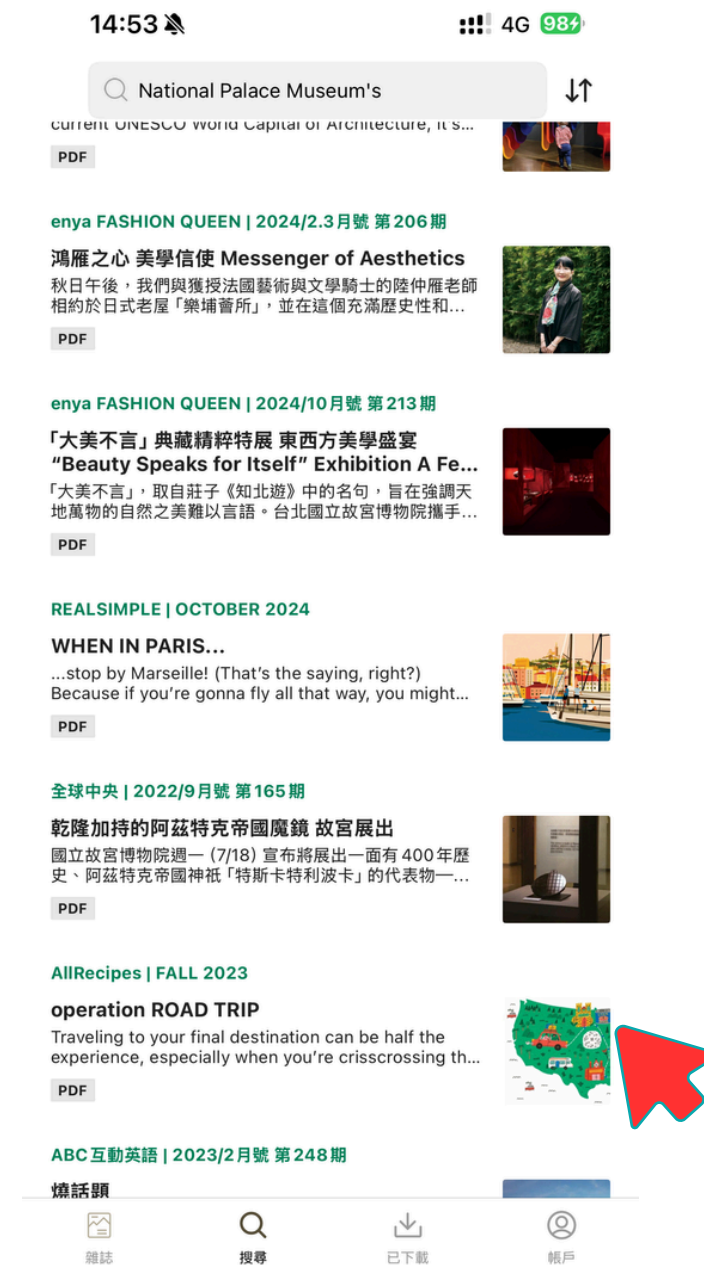 14:53
4G 98
National Palace Museum's
current UNESCO World Capital of Architecture, it's...
PDF
enya FASHION QUEEN | 2024/2.3月號 第206期
鴻雁之心 美學信使 Messenger of Aesthetics
秋日午後，我們與獲授法國藝術與文學騎士的陸仲雁老師
相約於日式老屋「樂埔薈所」，並在這個充滿歷史性和...
PDF
enya FASHION QUEEN | 2024/10月號 第213期
「大美不言」典藏精粹特展 東西方美學盛宴
“Beauty Speaks for Itself” Exhibition A Fe...
「大美不言」，取自莊子《知北遊》中的名句，旨在強調天
地萬物的自然之美難以言語。台北國立故宮博物院攜手...
PDF
REALSIMPLE | OCTOBER 2024
WHEN IN PARIS...
...stop by Marseille! (That’s the saying, right?)
Because if you’re gonna fly all that way, you might...
PDF
全球中央 | 2022/9月號 第165期
乾隆加持的阿茲特克帝國魔鏡 故宮展出
國立故宮博物院週一 (7/18) 宣布將展出一面有400年歷
史、阿茲特克帝國神祇「特斯卡特利波卡」的代表物—...
PDF
AllRecipes | FALL 2023
operation ROAD TRIP
Traveling to your final destination can be half the
experience, especially when you’re crisscrossing th...
PDF
ABC互動英語 | 2023/2月號 第248期
燒話題
雜誌 搜尋 已下載 帳戶